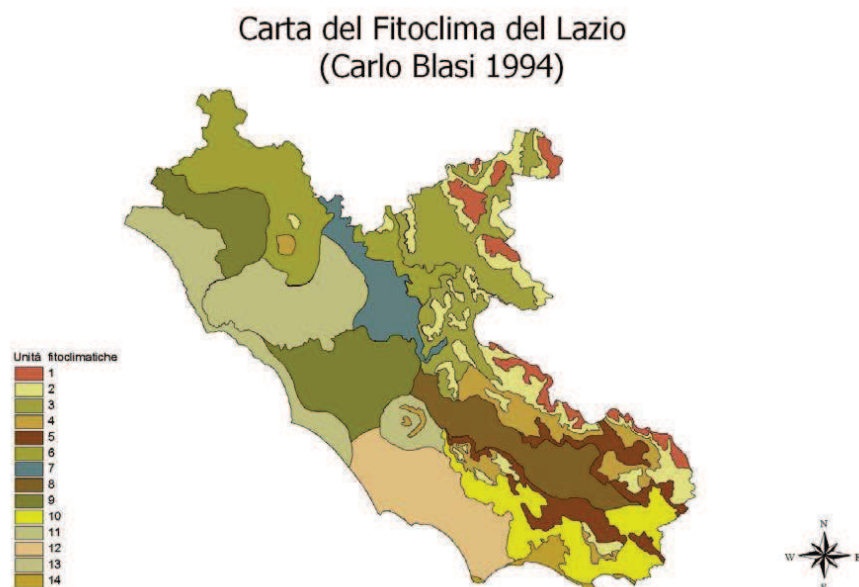 Carta del Fitoclima del Lazio
(Carlo Blasi 1994)
Unità fitoclimatiche
1
2
3
4
5
6
7
8
9
10
11
12
13
14
N
W E
S